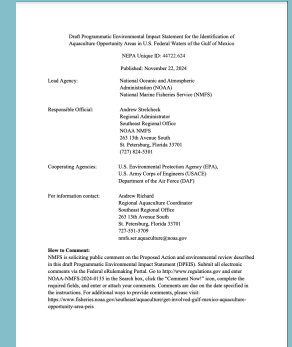 Draft Programmatic Environmental Impact Statement for the Identification of
Aquaculture Opportunity Areas in U.S. Federal Waters of the Gulf of Mexico
NEPA Unique ID: 44722.624
Published: November 22, 2024
Lead Agency: National Oceanic and Atmospheric
Administration (NOAA)
National Marine Fisheries Service (NMFS)
Responsible Official: Andrew Strelcheck
Regional Administrator
Southeast Regional Office
NOAA NMFS
263 13th Avenue South
St. Petersburg, Florida 33701
(727) 824-5301
Cooperating Agencies: U.S. Environmental Protection Agency (EPA),
U.S. Army Corps of Engineers (USACE)
Department of the Air Force (DAF)
For information contact: Andrew Richard
Regional Aquaculture Coordinator
Southeast Regional Office
263 13th Avenue South
St. Petersburg, Florida 33701
727-551-5709
nmfs.ser.aquaculture@noaa.gov
How to Comment:
NMFS is soliciting public comment on the Proposed Action and environmental review described
in this draft Programmatic Environmental Impact Statement (DPEIS). Submit all electronic
comments via the Federal eRulemaking Portal. Go to http://www.regulations.gov and enter
NOAA-NMFS-2024-0135 in the Search box, click the "Comment Now!" icon, complete the
required fields, and enter or attach your comments. Comments are due on the date specified in
the instructions. For additional ways to provide comments, please visit:
https://www.fisheries.noaa.gov/southeast/aquaculture/get-involved-gulf-mexico-aquaculture-
opportunity-area-peis